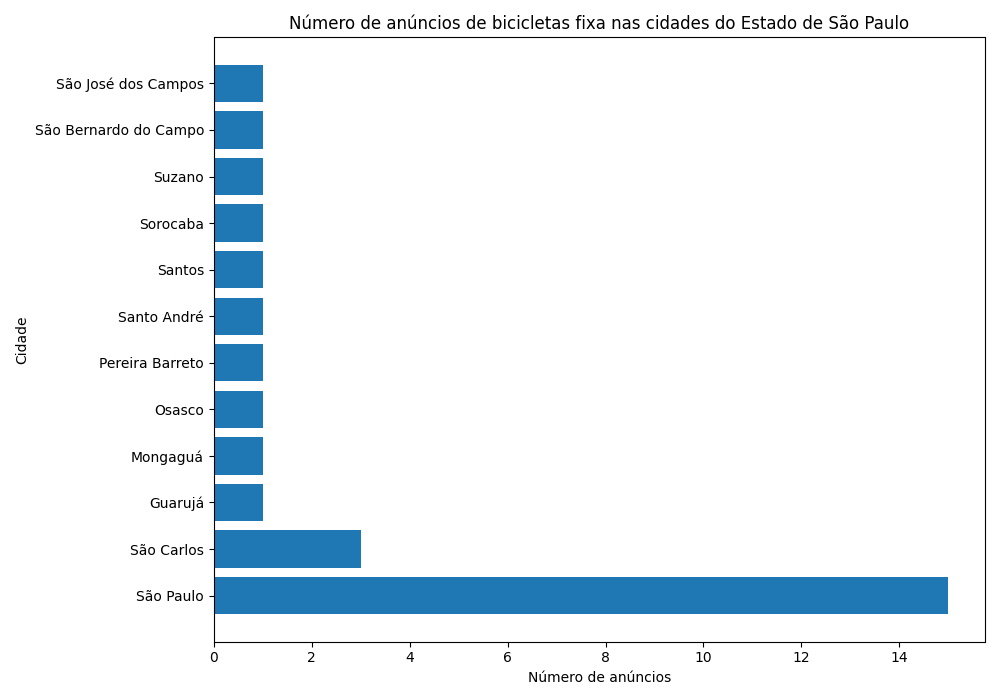 Número de anúncios de bicicletas fixa nas cidades do Estado de São Paulo
São José dos Campos
São Bernardo do Campo
Suzano
Sorocaba
Santos
Santo André
Pereira Barreto
Osasco
Mongaguá
Guarujá
São Carlos
São Paulo
Cidade
0 2 4 6 8 10 12 14
Número de anúncios